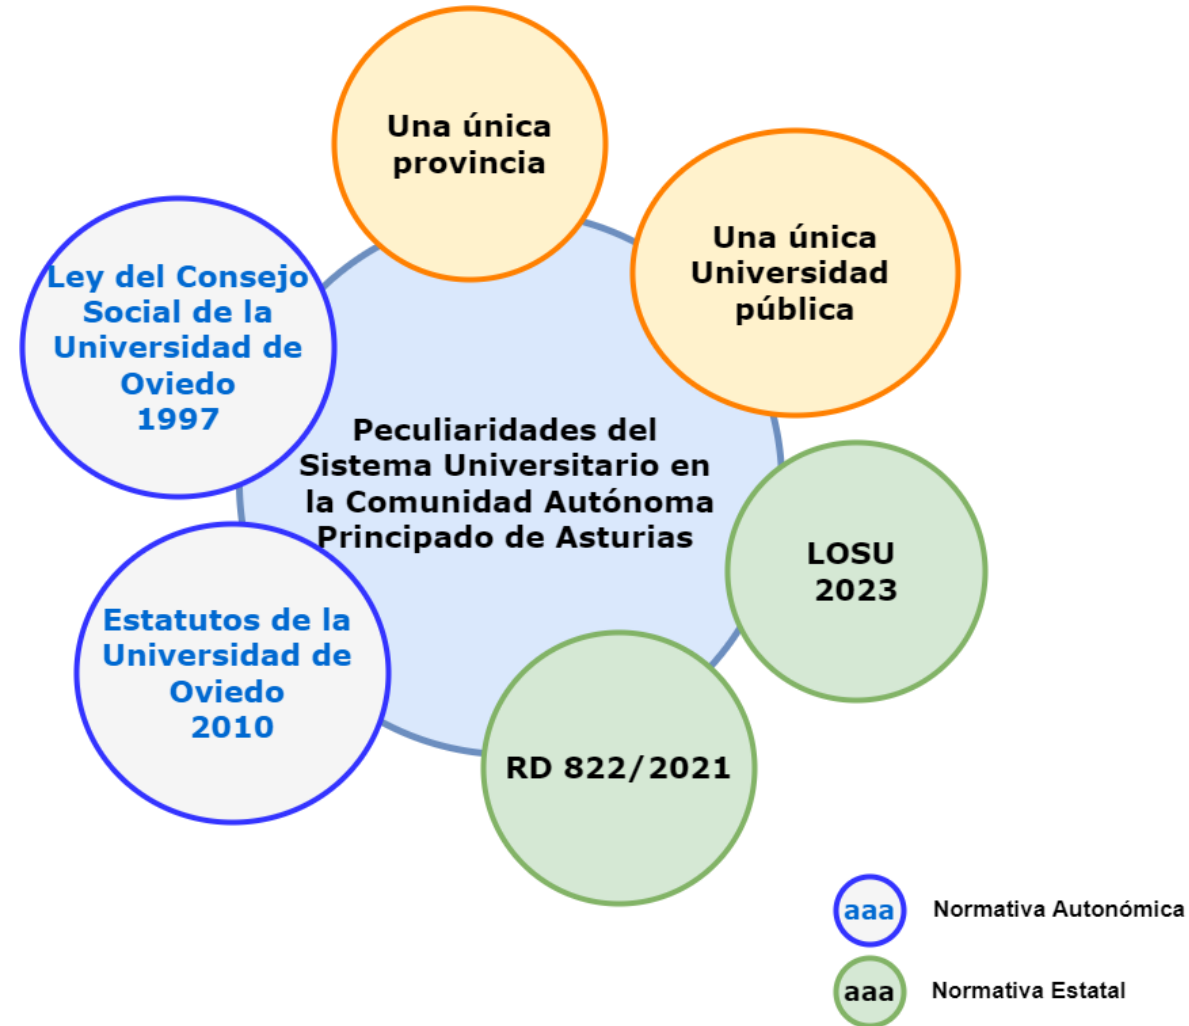 Una única
provincia
Una única
Universidad
pública
Ley del Consejo
Social de la
Universidad de
Oviedo
1997
Peculiaridades del
Sistema Universitario en
la Comunidad Autónoma
Principado de Asturias
LOSU
2023
Estatutos de la
Universidad de
Oviedo
2010
RD 822/2021
aaa Normativa Autonómica
aaa Normativa Estatal